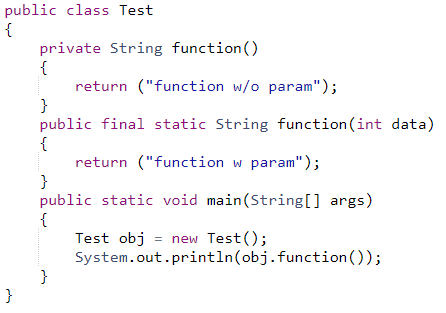 public class Test
{
    private String function()
    {
        return ("function w/o param");
    }
    public final static String function(int data)
    {
        return ("function w param");
    }
    public static void main(String[] args)
    {
        Test obj = new Test();
        System.out.println(obj.function());
    }
}